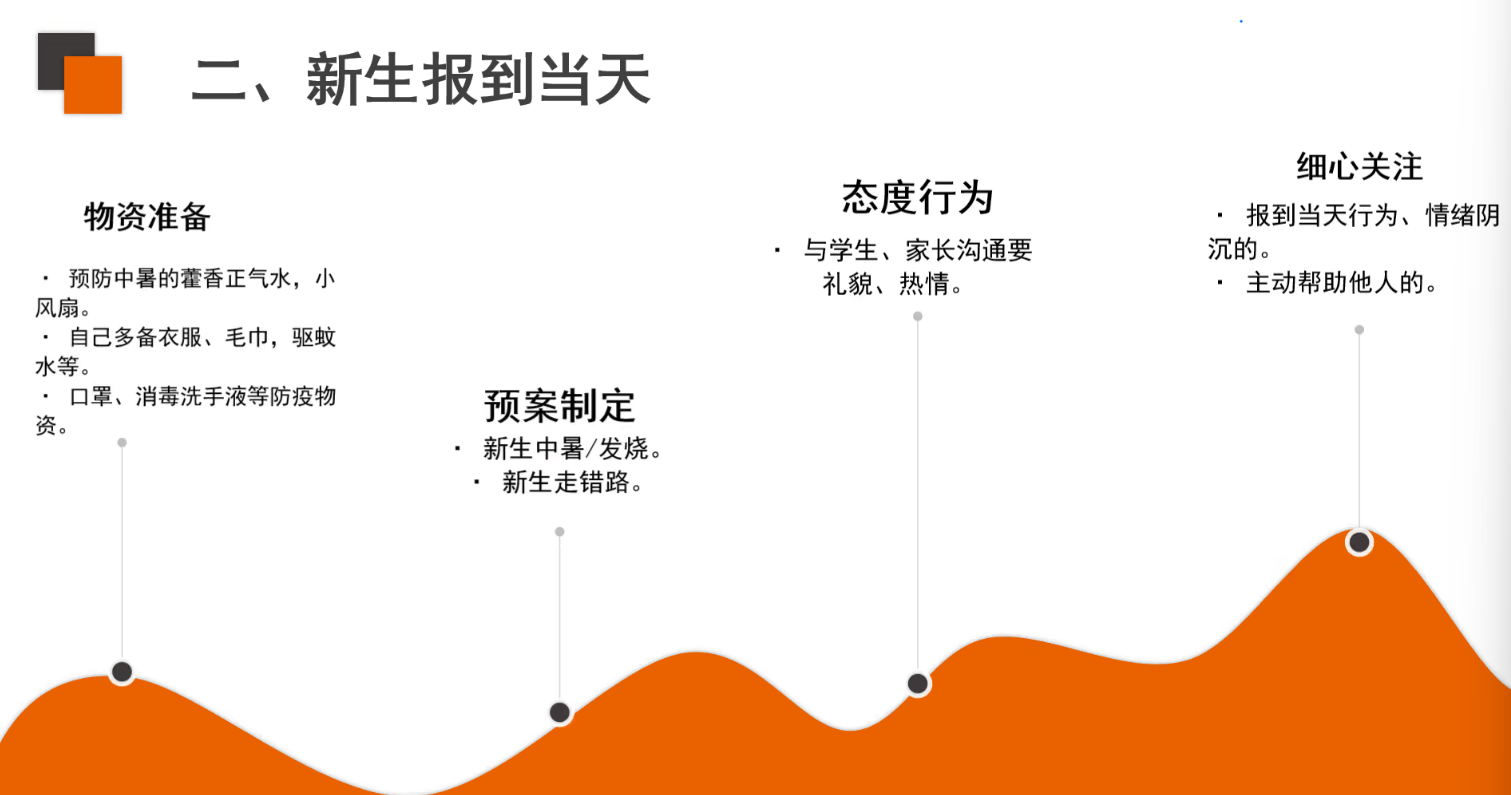 二、新生报到当天
物资准备
· 预防中暑的藿香正气水，小
风扇。
· 自己多备衣服、毛巾，驱蚊
水等。
· 口罩、消毒洗手液等防疫物
资。
预案制定
· 新生中暑/发烧。
· 新生走错路。
态度行为
· 与学生、家长沟通要
礼貌、热情。
细心关注
· 报到当天行为、情绪阴
沉的。
· 主动帮助他人的。